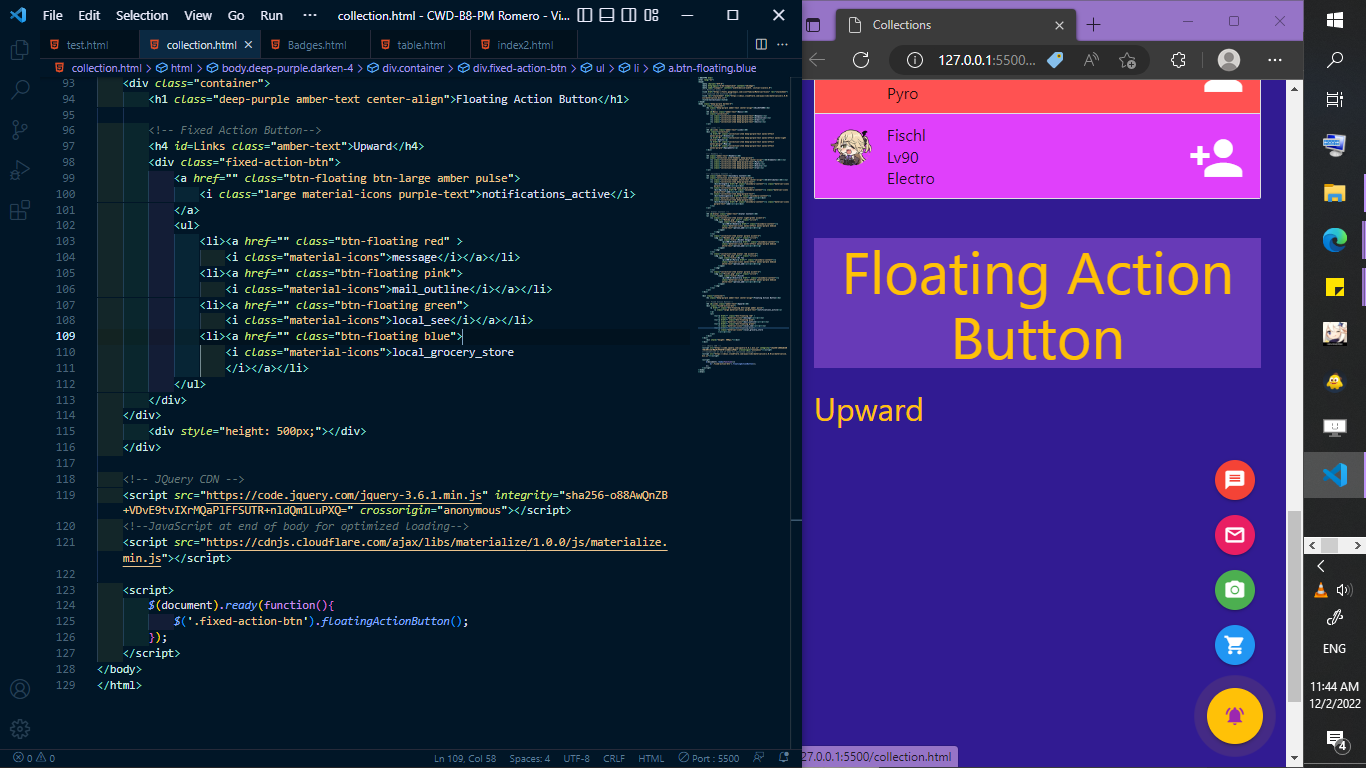 File Edit Selection View Go Run ··· collection.html - CWD-B8-PM Romero - Vi...
test.html collection.html Badges.html table.html index2.html
collection.html > html > body.deep-purple.darken-4 > div.container > div.fixed-action-btn > ul > li > a.btn-floating.blue
93 <div class="container">
94 <h1 class="deep-purple amber-text center-align">Floating Action Button</h1>
95
96 <!-- Fixed Action Button-->
97 <h4 id=Links class="amber-text">Upward</h4>
98 <div class="fixed-action-btn">
99 <a href="" class="btn-floating btn-large amber pulse">
100 <i class="large material-icons purple-text">notifications_active</i>
101 </a>
102 <ul>
103 <li><a href="" class="btn-floating red" >
104 <i class="material-icons">message</i></a></li>
105 <li><a href="" class="btn-floating pink">
106 <i class="material-icons">mail_outline</i></a></li>
107 <li><a href="" class="btn-floating green">
108 <i class="material-icons">local_see</i></a></li>
109 <li><a href="" class="btn-floating blue">
110 <i class="material-icons">local_grocery_store
111 </i></a></li>
112 </ul>
113 </div>
114 </div>
115 <div style="height: 500px;"></div>
116 </div>
117
118 <!-- JQuery CDN -->
119 <script src="https://code.jquery.com/jquery-3.6.1.min.js" integrity="sha256-o88AwQnZB
+VDvE9tvIXrMQaPlFFSUTR+nldQm1LuPXQ=" crossorigin="anonymous"></script>
120 <!--JavaScript at end of body for optimized loading-->
121 <script src="https://cdnjs.cloudflare.com/ajax/libs/materialize/1.0.0/js/materialize.
min.js"></script>
122
123 <script>
124 $(document).ready(function(){
125 $('.fixed-action-btn').floatingActionButton();
126 });
127 </script>
128 </body>
129 </html>
0 0 Ln 109, Col 58 Spaces: 4 UTF-8 CRLF HTML Port : 5500
Collections
127.0.0.1:5500...
Pyro
Fischl
Lv90
Electro
Floating Action
Button
Upward
27.0.0.1:5500/collection.html
ENG
11:44 AM
12/2/2022
4